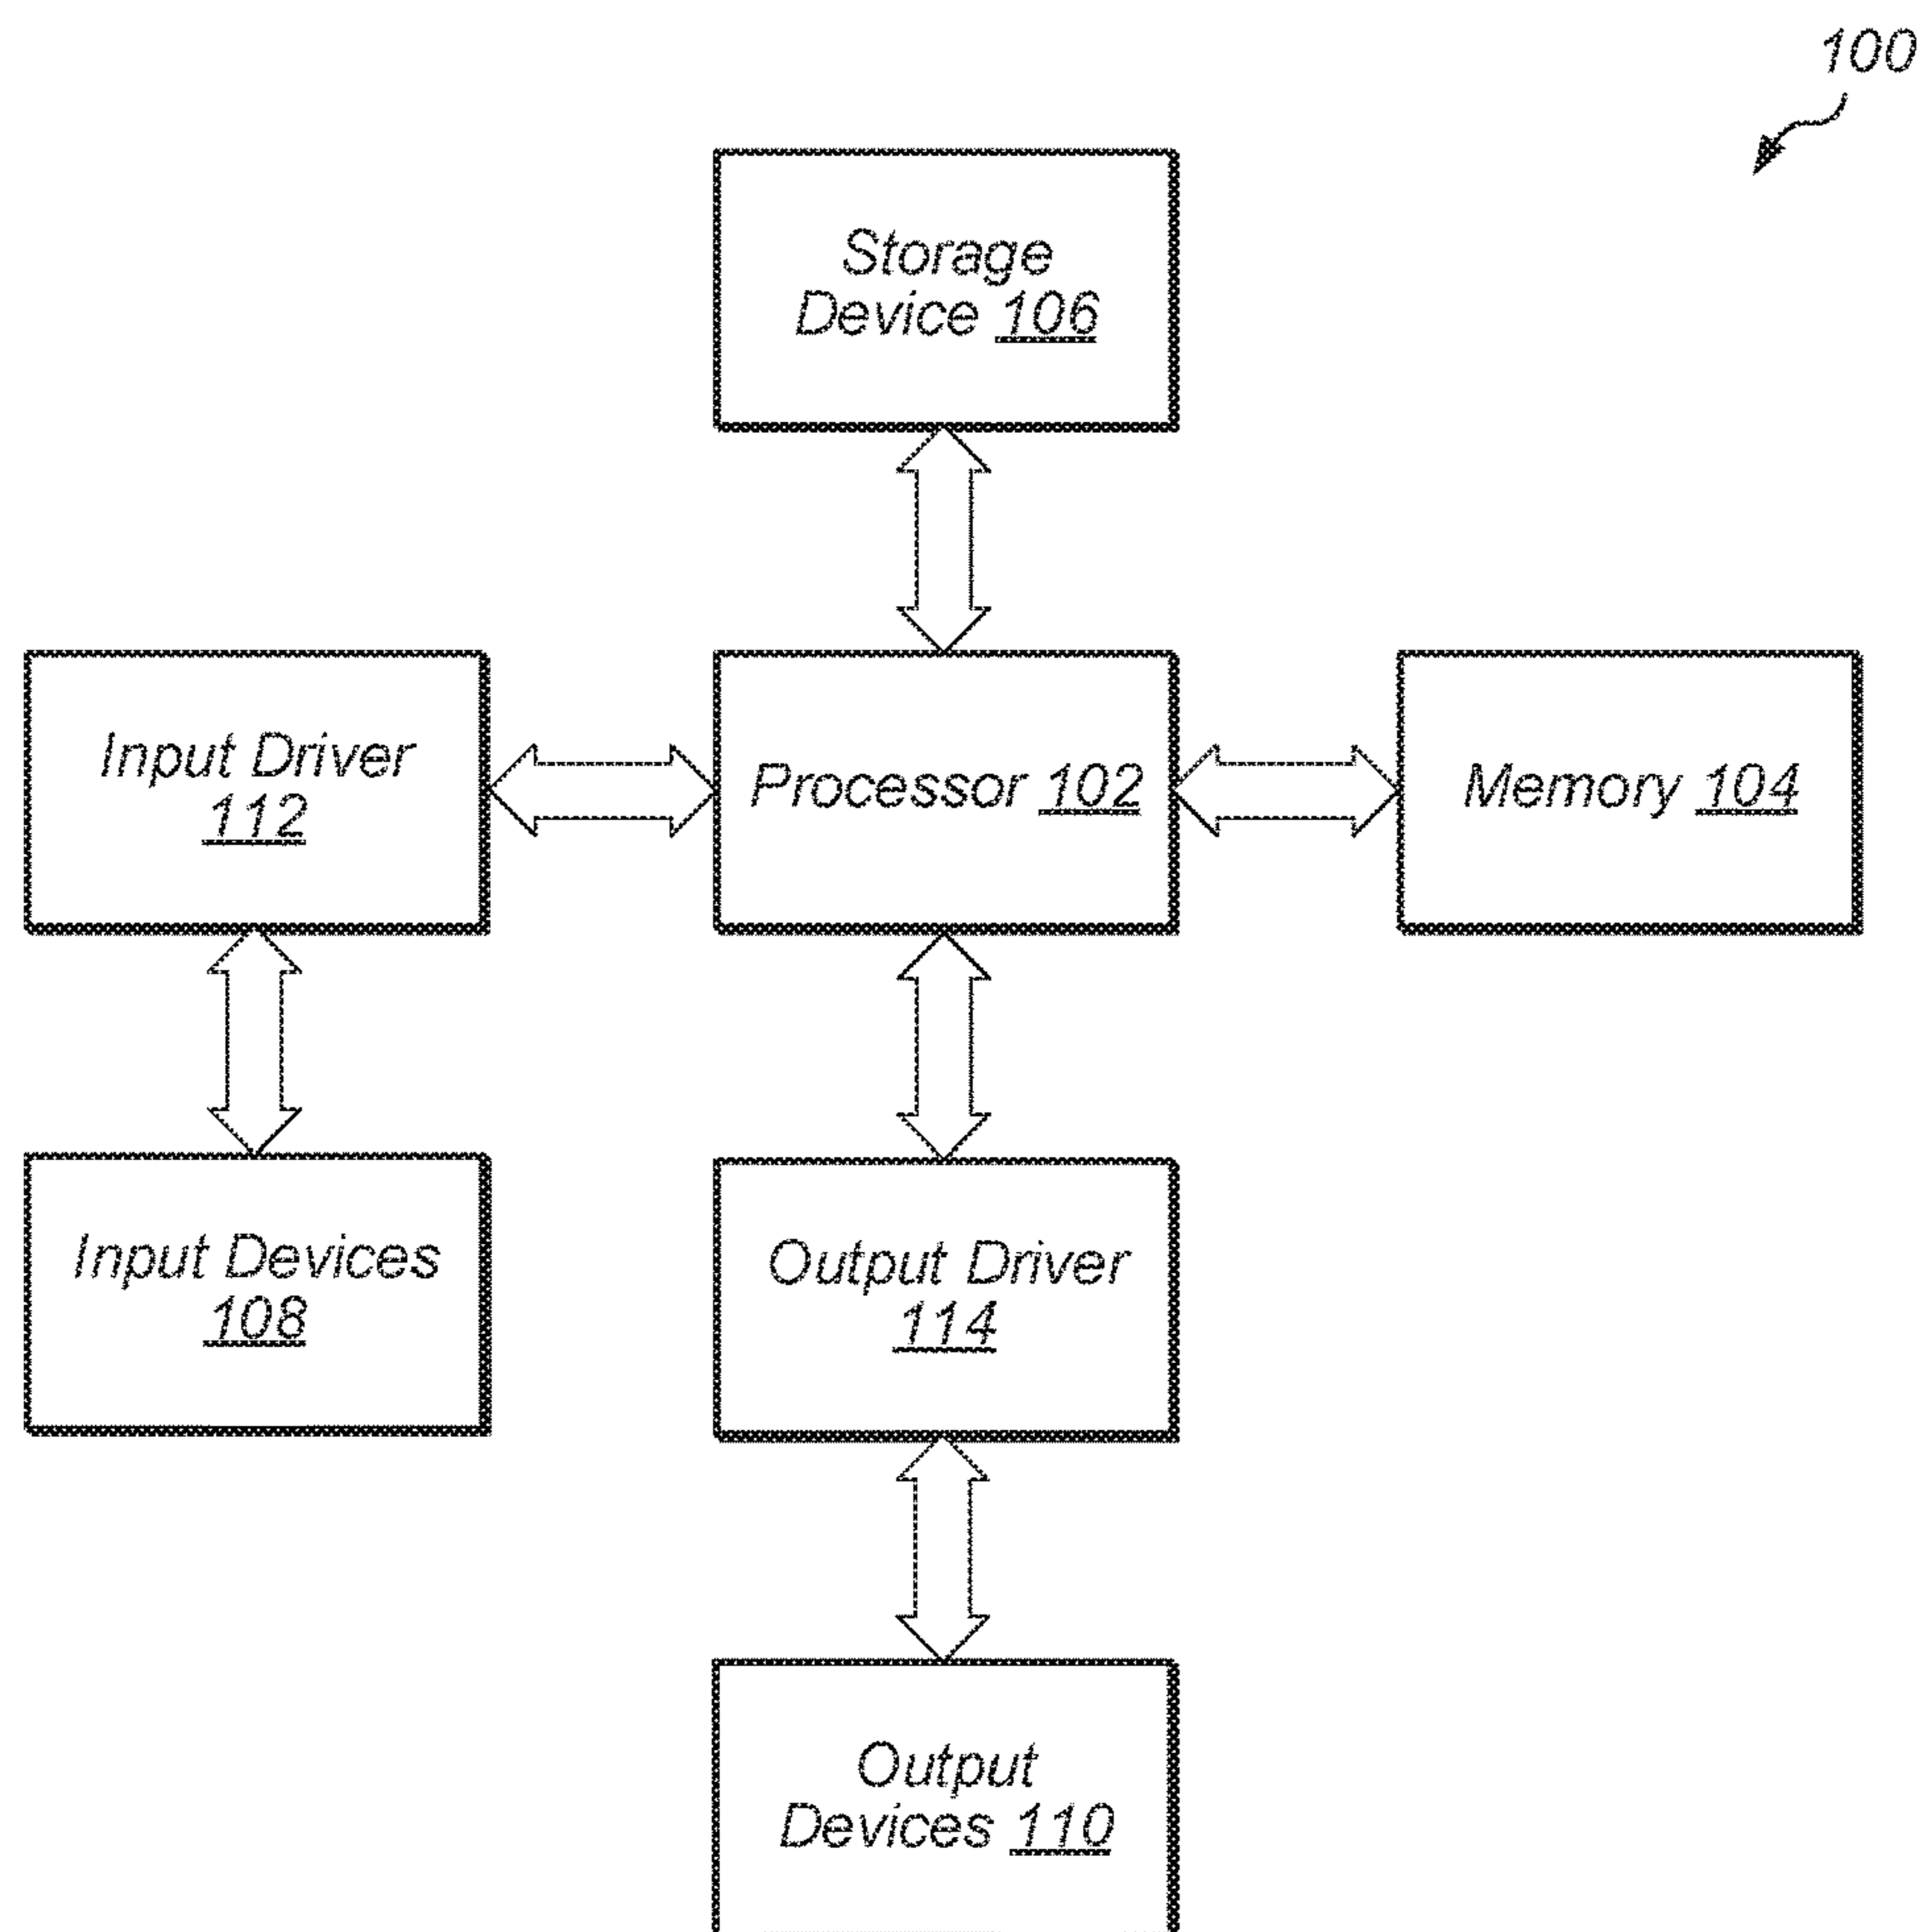 100
Storage
Device 106
Input Driver
112
Processor 102
Memory 104
Input Devices
108
Output Driver
114
Output
Devices 110